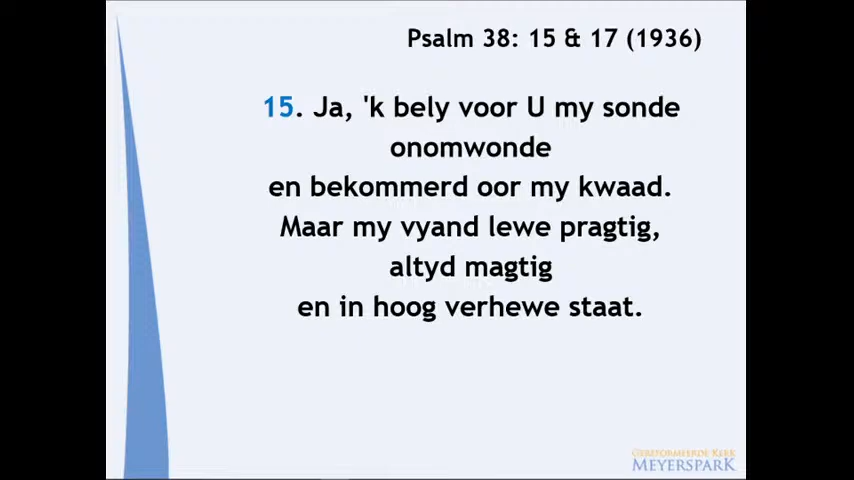 Psalm 38: 15 & 17 (1936)
15. Ja, 'k bely voor U my sonde
onomwonde
en bekommerd oor my kwaad.
Maar my vyand lewe pragtig,
altyd magtig
en in hoog verhewe staat.
GEREFORMEERDE KERK
MEYERSPARK